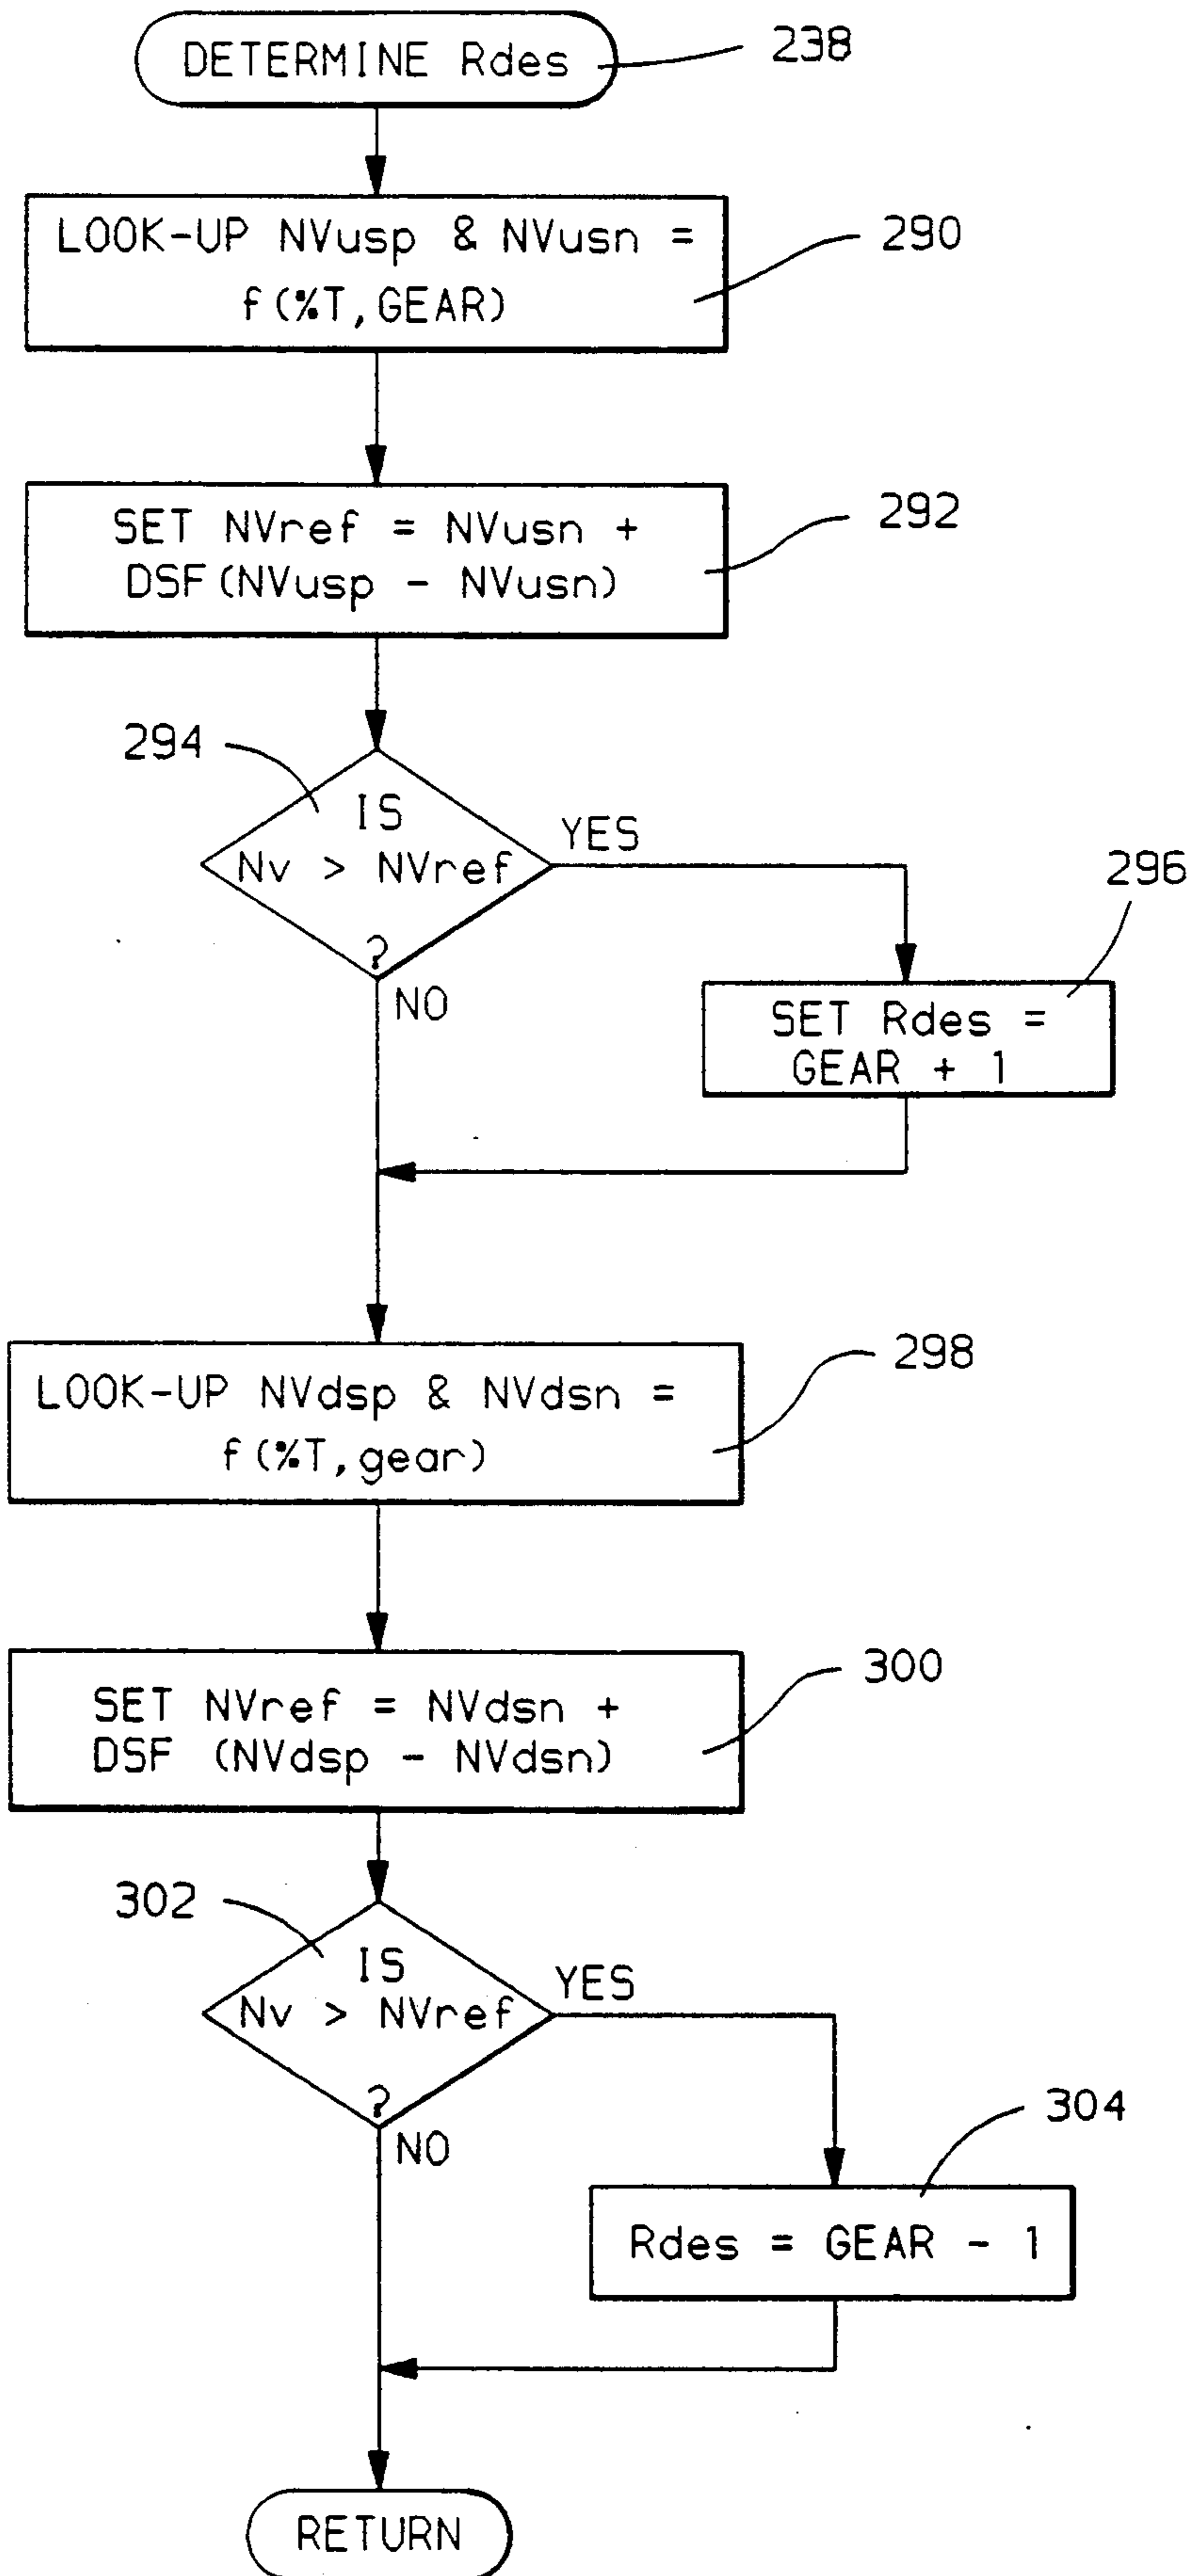 DETERMINE Rdes
238
LOOK-UP NVusp & NVusn =
f(%T,GEAR)
290
SET NVref = NVusn +
DSF(NVusp - NVusn)
292
294
IS
Nv > NVref
?
YES
NO
296
SET Rdes =
GEAR + 1
LOOK-UP NVdsp & NVdsn =
f(%T,gear)
298
SET NVref = NVdsn +
DSF (NVdsp - NVdsn)
300
302
IS
Nv > NVref
?
YES
NO
304
Rdes = GEAR - 1
RETURN